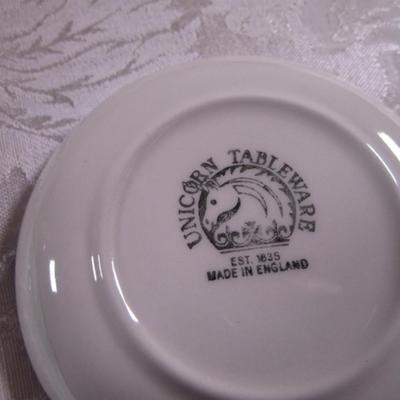 UNICORN TABLEWARE
EST. 1835
MADE IN ENGLAND